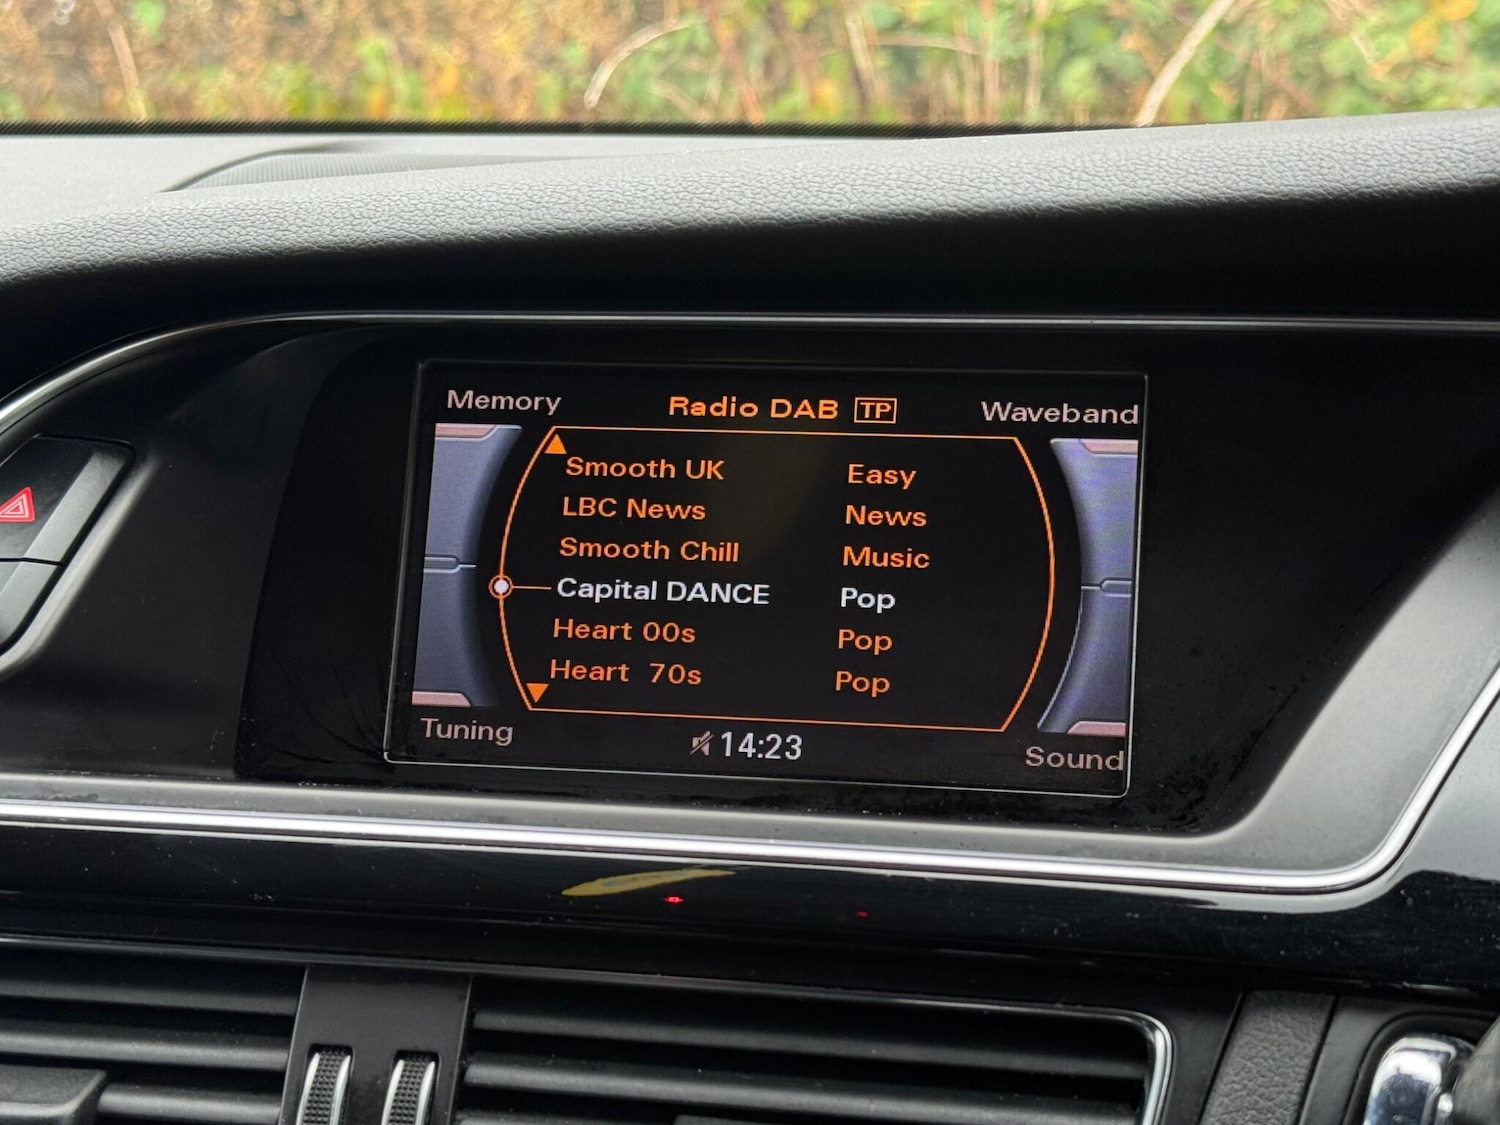 Memory Radio DAB TP Waveband
Smooth UK Easy
LBC News News
Smooth Chill Music
Capital DANCE Pop
Heart 00s Pop
Heart 70s Pop
Tuning 14:23 Sound